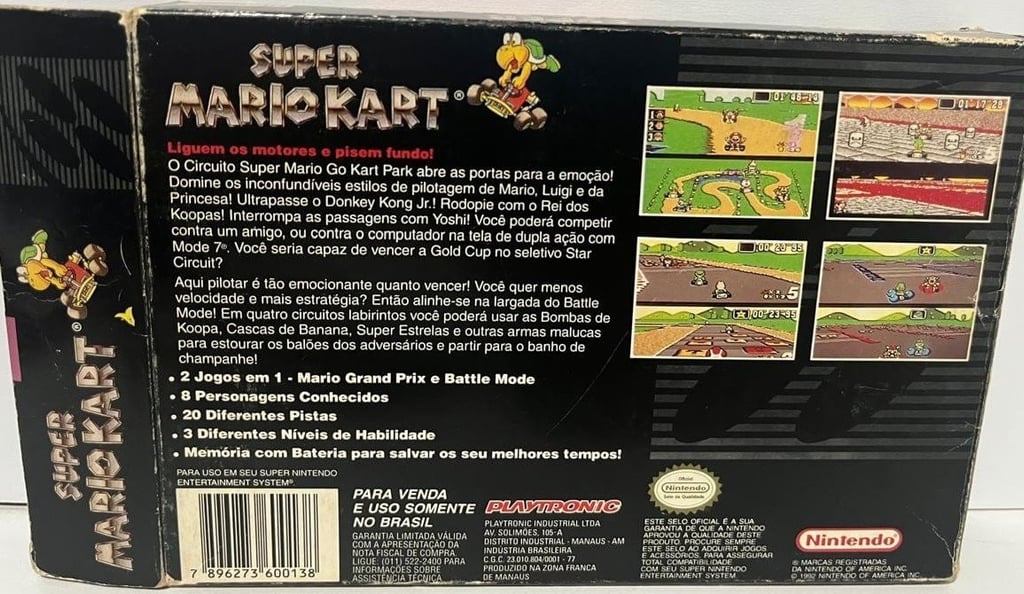 SUPER
MARIO KART®
Liguem os motores e pisem fundo!
O Circuito Super Mario Go Kart Park abre as portas para a emoção!
Domine os inconfundíveis estilos de pilotagem de Mario, Luigi e da
Princesa! Ultrapasse o Donkey Kong Jr.! Rodopie com o Rei dos
Koopas! Interrompa as passagens com Yoshi! Você poderá competir
contra um amigo, ou contra o computador na tela de dupla ação com
Mode 7®. Você seria capaz de vencer a Gold Cup no seletivo Star
Circuit?
Aqui pilotar é tão emocionante quanto vencer! Você quer menos
velocidade e mais estratégia? Então alinhe-se na largada do Battle
Mode! Em quatro circuitos labirintos você poderá usar as Bombas de
Koopa, Cascas de Banana, Super Estrelas e outras armas malucas
para estourar os balões dos adversários e partir para o banho de
champanhe!
• 2 Jogos em 1 - Mario Grand Prix e Battle Mode
• 8 Personagens Conhecidos
• 20 Diferentes Pistas
• 3 Diferentes Níveis de Habilidade
• Memória com Bateria para salvar os seu melhores tempos!
PARA USO EM SEU SUPER NINTENDO
ENTERTAINMENT SYSTEM®
7 896273 600138
PARA VENDA
E USO SOMENTE
NO BRASIL
GARANTIA LIMITADA VÁLIDA
COM A APRESENTAÇÃO DA
NOTA FISCAL DE COMPRA.
LIGUE: (011) 522-2400 PARA
INFORMAÇÕES SOBRE
ASSISTÊNCIA TÉCNICA
PLAYTRONIC
PLAYTRONIC INDUSTRIAL LTDA
AV. SOLIMÕES, 105-A
DISTRITO INDUSTRIAL - MANAUS - AM
INDÚSTRIA BRASILEIRA
C.G.C. 23.010.804/0001 - 77
PRODUZIDO NA ZONA FRANCA
DE MANAUS
Oficial
Nintendo
Selo de Qualidade
ESTE SELO OFICIAL É A SUA
GARANTIA DE QUE A NINTENDO
APROVOU A QUALIDADE DESTE
PRODUTO. PROCURE SEMPRE
ESTE SELO AO ADQUIRIR JOGOS
E ACESSÓRIOS, PARA ASSEGURAR
TOTAL COMPATIBILIDADE
COM SEU SUPER NINTENDO
ENTERTAINMENT SYSTEM.
Nintendo
® MARCAS REGISTRADAS
DA NINTENDO OF AMERICA INC.
© 1992 NINTENDO OF AMERICA INC.
01'17"28
00'23"95
5
00'23"95
SUPER
MARIO KART®